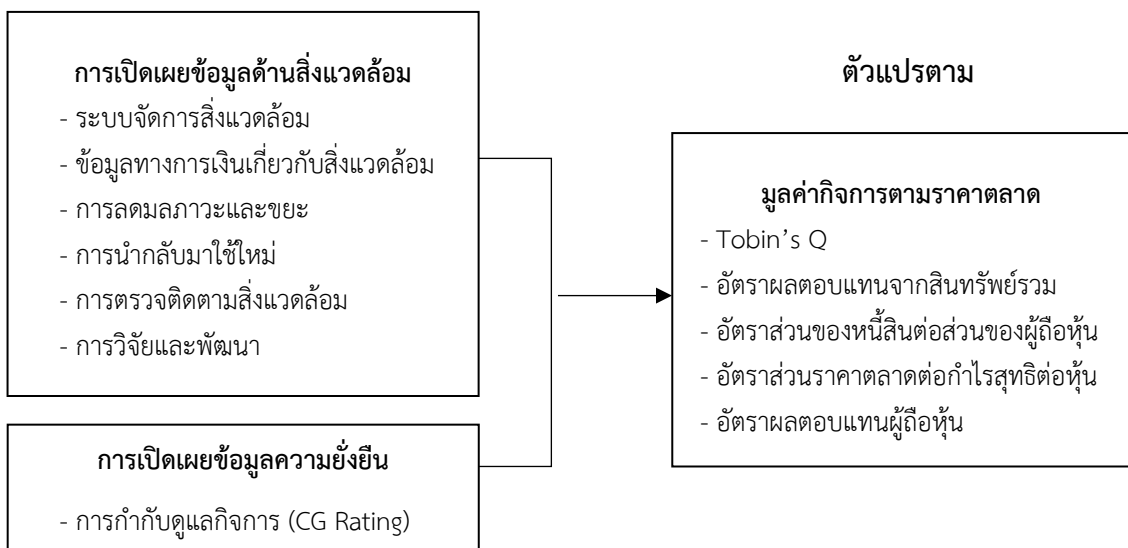 การเปิดเผยข้อมูลด้านสิ่งแวดล้อม
- ระบบจัดการสิ่งแวดล้อม
- ข้อมูลทางการเงินเกี่ยวกับสิ่งแวดล้อม
- การลดมลภาวะและขยะ
- การนำกลับมาใช้ใหม่
- การตรวจติดตามสิ่งแวดล้อม
- การวิจัยและพัฒนา
การเปิดเผยข้อมูลความยั่งยืน
- การกำกับดูแลกิจการ (CG Rating)
ตัวแปรตาม
มูลค่ากิจการตามราคาตลาด
- Tobin’s Q
- อัตราผลตอบแทนจากสินทรัพย์รวม
- อัตราส่วนของหนี้สินต่อส่วนของผู้ถือหุ้น
- อัตราส่วนราคาตลาดต่อกำไรสุทธิต่อหุ้น
- อัตราผลตอบแทนผู้ถือหุ้น